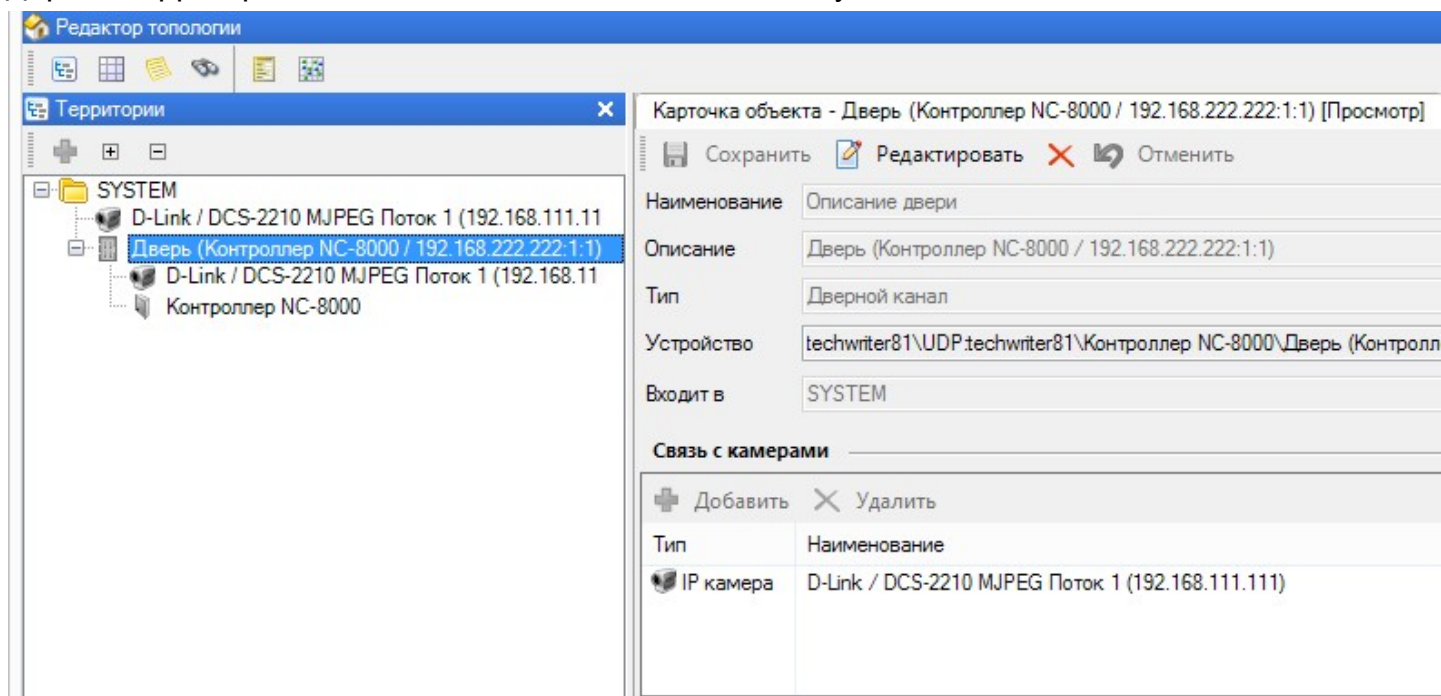 Редактор топологии
Территории
SYSTEM
D-Link / DCS-2210 MJPEG Поток 1 (192.168.111.11
Дверь (Контроллер NC-8000 / 192.168.222.222:1:1)
D-Link / DCS-2210 MJPEG Поток 1 (192.168.11
Контроллер NC-8000
Карточка объекта - Дверь (Контроллер NC-8000 / 192.168.222.222:1:1) [Просмотр]
Сохранить Редактировать Отменить
Наименование Описание двери
Описание Дверь (Контроллер NC-8000 / 192.168.222.222:1:1)
Тип Дверной канал
Устройство techwriter81\UDP:techwriter81\Контроллер NC-8000\Дверь (Контролл
Входит в SYSTEM
Связь с камерами
Добавить Удалить
Тип Наименование
IP камера D-Link / DCS-2210 MJPEG Поток 1 (192.168.111.111)